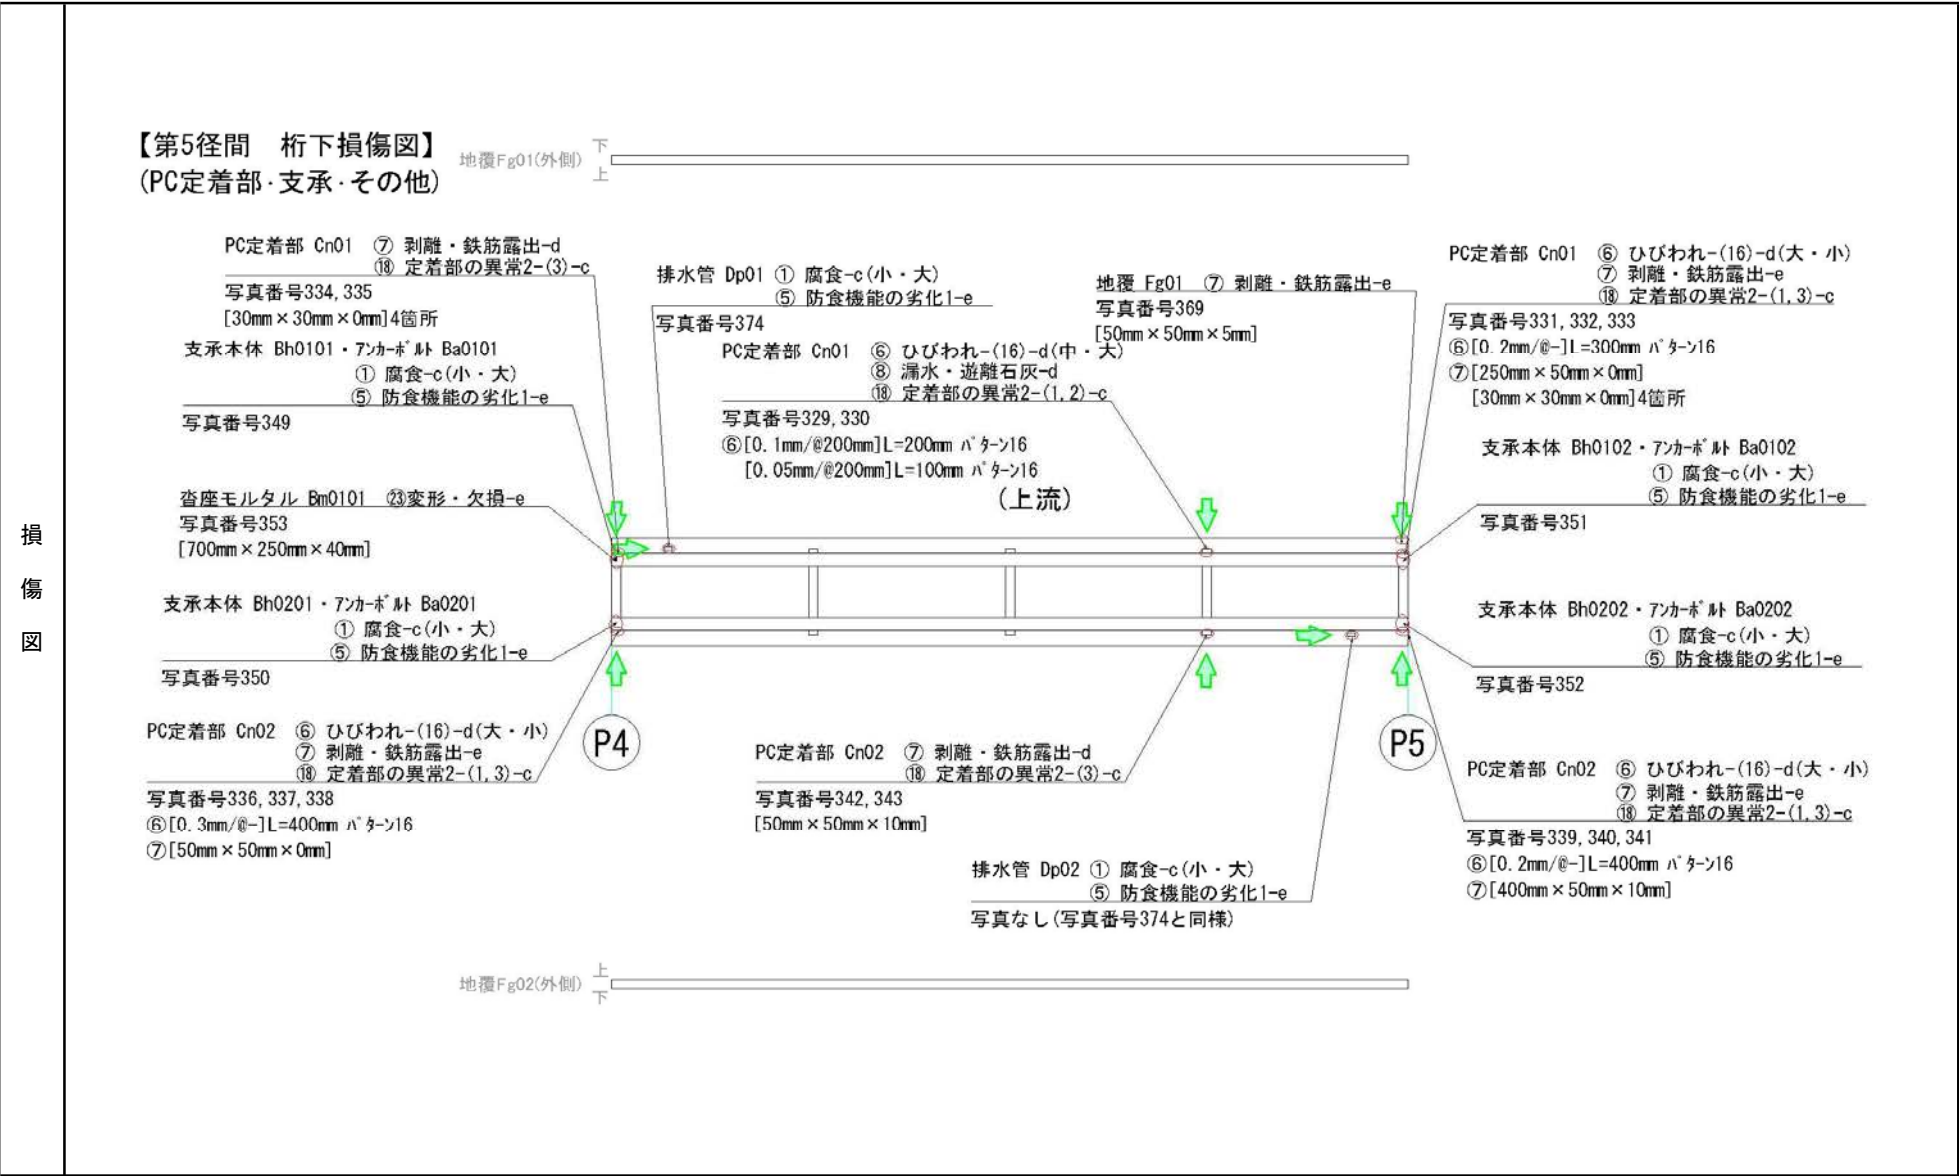 損傷図
【第5径間　桁下損傷図】
(PC定着部・支承・その他)
地覆Fg01(外側)
下
上
PC定着部 Cn01 ⑦ 剥離・鉄筋露出-d
⑱ 定着部の異常2-(3)-c
写真番号334,335
[30mm×30mm×0mm]4箇所
支承本体 Bh0101・ｱﾝｶｰﾎﾞﾙﾄ Ba0101
① 腐食-c(小・大)
⑤ 防食機能の劣化1-e
写真番号349
沓座モルタル Bm0101 ㉓変形・欠損-e
写真番号353
[700mm×250mm×40mm]
支承本体 Bh0201・ｱﾝｶｰﾎﾞﾙﾄ Ba0201
① 腐食-c(小・大)
⑤ 防食機能の劣化1-e
写真番号350
PC定着部 Cn02 ⑥ ひびわれ-(16)-d(大・小)
⑦ 剥離・鉄筋露出-e
⑱ 定着部の異常2-(1,3)-c
写真番号336,337,338
⑥[0.3mm/@-]L=400mm ﾊﾟﾀｰﾝ16
⑦[50mm×50mm×0mm]
排水管 Dp01 ① 腐食-c(小・大)
⑤ 防食機能の劣化1-e
写真番号374
PC定着部 Cn01 ⑥ ひびわれ-(16)-d(中・大)
⑧ 漏水・遊離石灰-d
⑱ 定着部の異常2-(1,2)-c
写真番号329,330
⑥[0.1mm/@200mm]L=200mm ﾊﾟﾀｰﾝ16
[0.05mm/@200mm]L=100mm ﾊﾟﾀｰﾝ16
(上流)
地覆 Fg01 ⑦ 剥離・鉄筋露出-e
写真番号369
[50mm×50mm×5mm]
PC定着部 Cn01 ⑥ ひびわれ-(16)-d(大・小)
⑦ 剥離・鉄筋露出-e
⑱ 定着部の異常2-(1,3)-c
写真番号331,332,333
⑥[0.2mm/@-]L=300mm ﾊﾟﾀｰﾝ16
⑦[250mm×50mm×0mm]
[30mm×30mm×0mm]4箇所
支承本体 Bh0102・ｱﾝｶｰﾎﾞﾙﾄ Ba0102
① 腐食-c(小・大)
⑤ 防食機能の劣化1-e
写真番号351
支承本体 Bh0202・ｱﾝｶｰﾎﾞﾙﾄ Ba0202
① 腐食-c(小・大)
⑤ 防食機能の劣化1-e
写真番号352
P4
P5
PC定着部 Cn02 ⑦ 剥離・鉄筋露出-d
⑱ 定着部の異常2-(3)-c
写真番号342,343
[50mm×50mm×10mm]
排水管 Dp02 ① 腐食-c(小・大)
⑤ 防食機能の劣化1-e
写真なし(写真番号374と同様)
PC定着部 Cn02 ⑥ ひびわれ-(16)-d(大・小)
⑦ 剥離・鉄筋露出-e
⑱ 定着部の異常2-(1,3)-c
写真番号339,340,341
⑥[0.2mm/@-]L=400mm ﾊﾟﾀｰﾝ16
⑦[400mm×50mm×10mm]
地覆Fg02(外側)
上
下